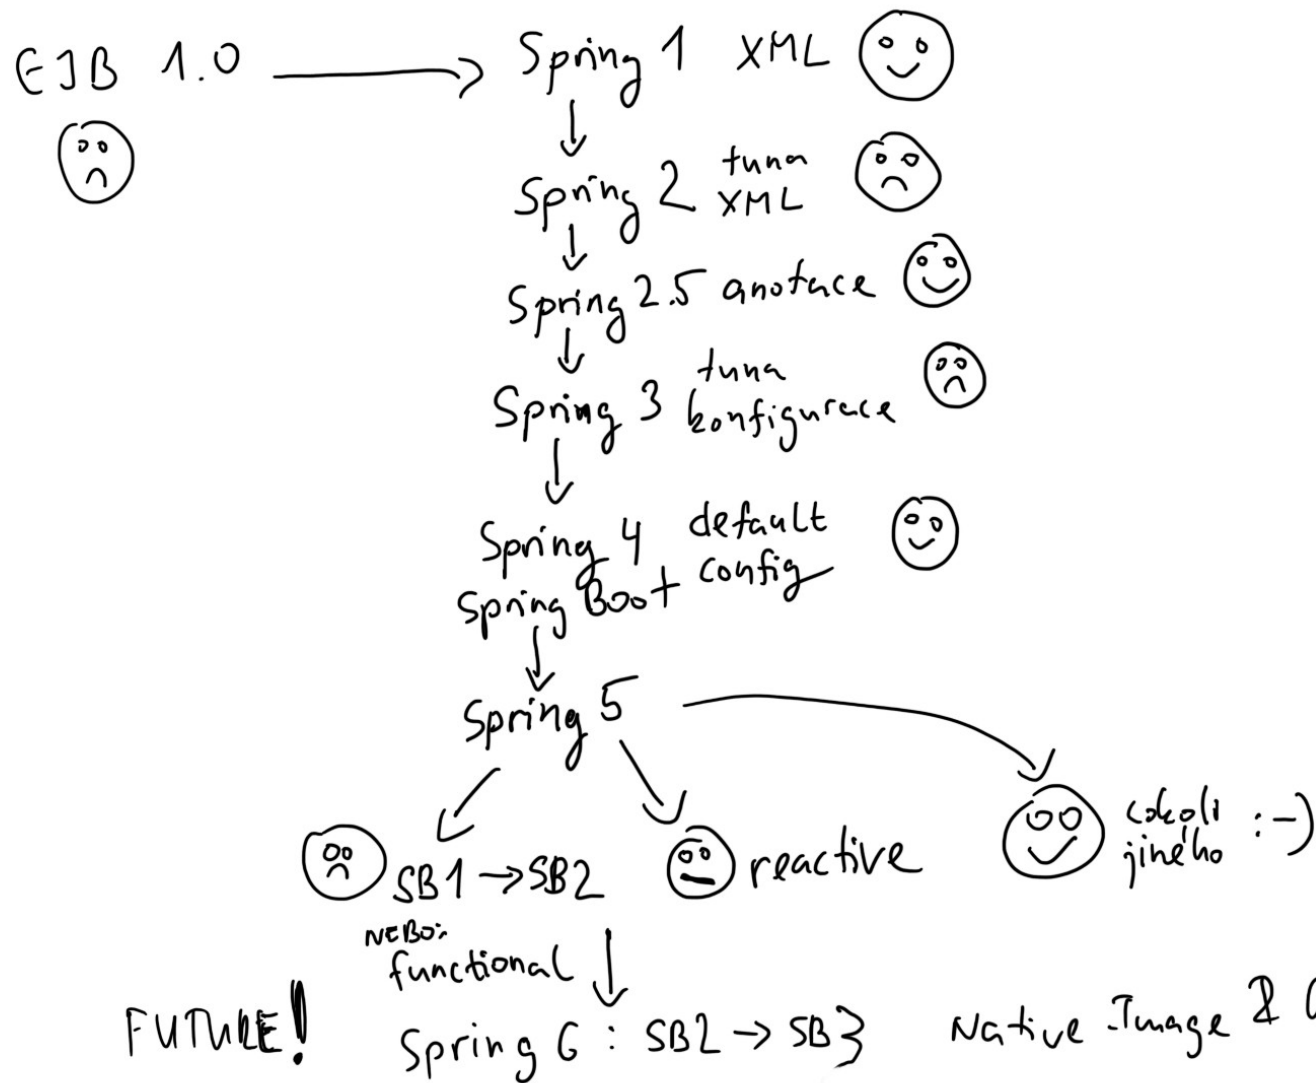 EJB 1.0
Spring 1 XML
Spring 2 tuna XML
Spring 2.5 anotace
Spring 3 tuna konfigurace
Spring 4 default config
Spring Boot
Spring 5
SB1 → SB2
NEBO:
functional
reactive
cokoli :-)
jiného
FUTURE!
Spring 6 : SB2 → SB3
Native Image &